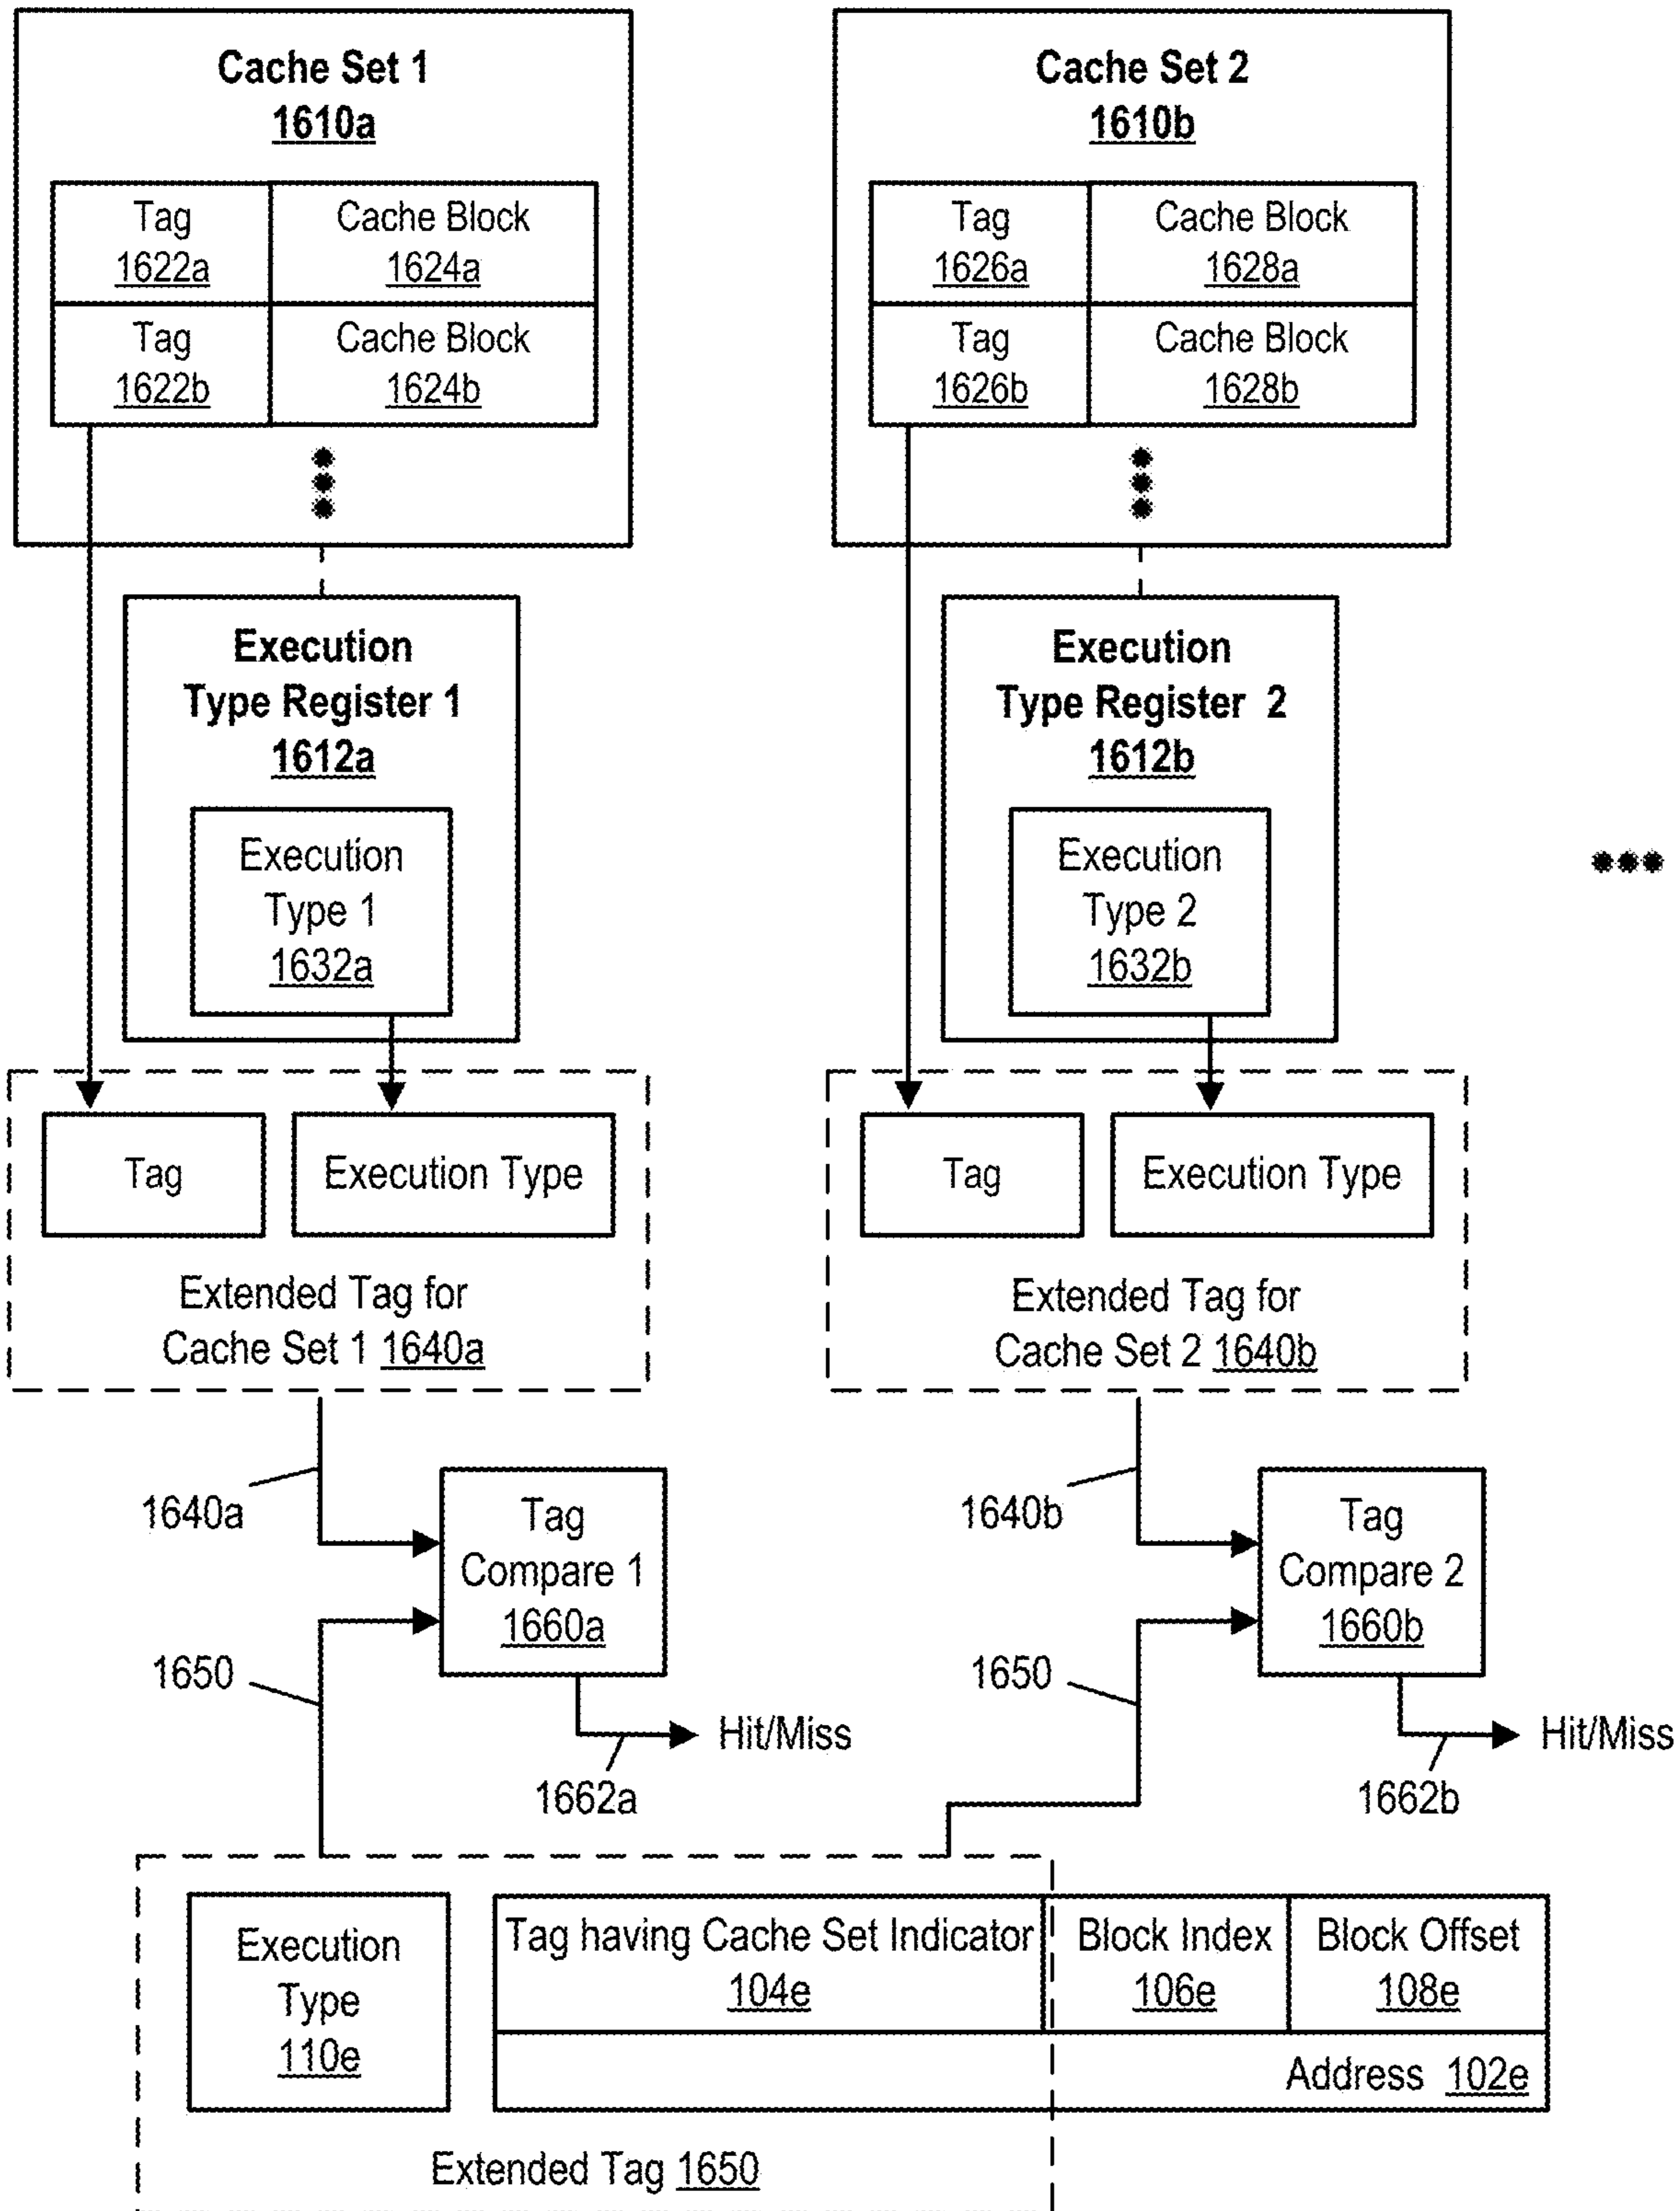 Cache Set 1
1610a
Tag
1622a
Cache Block
1624a
Tag
1622b
Cache Block
1624b
Cache Set 2
1610b
Tag
1626a
Cache Block
1628a
Tag
1626b
Cache Block
1628b
Execution
Type Register 1
1612a
Execution
Type 1
1632a
Execution
Type Register 2
1612b
Execution
Type 2
1632b
Tag
Execution Type
Extended Tag for
Cache Set 1 1640a
Tag
Execution Type
Extended Tag for
Cache Set 2 1640b
1640a
Tag
Compare 1
1660a
1650
Hit/Miss
1662a
1640b
Tag
Compare 2
1660b
1650
Hit/Miss
1662b
Execution
Type
110e
Tag having Cache Set Indicator
104e
Block Index
106e
Block Offset
108e
Address 102e
Extended Tag 1650